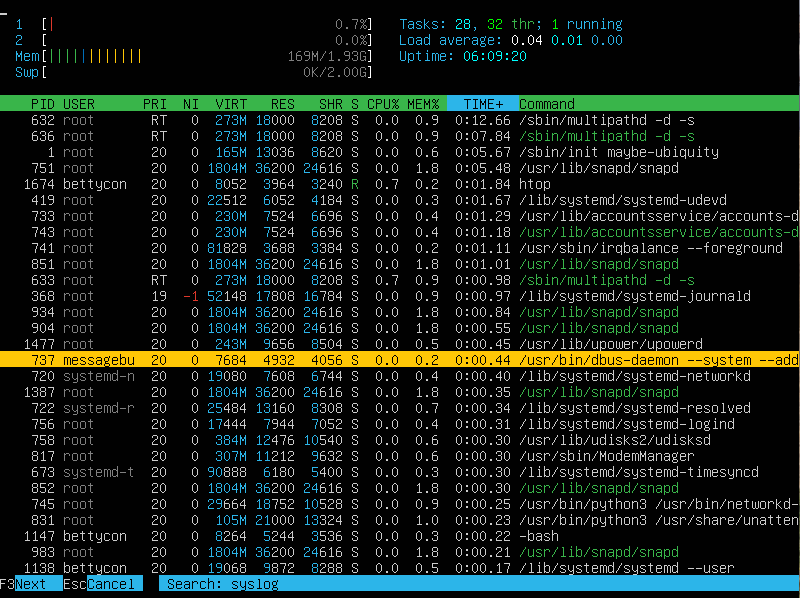 1 [| 0.7%] Tasks: 28, 32 thr; 1 running
2 [ 0.0%] Load average: 0.04 0.01 0.00
Mem[|||||||||||| 169M/1.93G] Uptime: 06:09:20
Swp[ 0K/2.00G]
PID USER PRI NI VIRT RES SHR S CPU% MEM% TIME+ Command
632 root RT 0 273M 18000 8208 S 0.0 0.9 0:12.66 /sbin/multipathd -d -s
636 root RT 0 273M 18000 8208 S 0.0 0.9 0:07.84 /sbin/multipathd -d -s
1 root 20 0 165M 13036 8620 S 0.0 0.6 0:05.67 /sbin/init maybe-ubiquity
751 root 20 0 1804M 36200 24616 S 0.0 1.8 0:05.48 /usr/lib/snapd/snapd
1674 bettycon 20 0 8052 3964 3240 R 0.7 0.2 0:01.84 htop
419 root 20 0 22512 6052 4184 S 0.0 0.3 0:01.67 /lib/systemd/systemd-udevd
733 root 20 0 230M 7524 6696 S 0.0 0.4 0:01.29 /usr/lib/accountsservice/accounts-d
743 root 20 0 230M 7524 6696 S 0.0 0.4 0:01.18 /usr/lib/accountsservice/accounts-d
741 root 20 0 81828 3688 3384 S 0.0 0.2 0:01.11 /usr/sbin/irqbalance --foreground
851 root 20 0 1804M 36200 24616 S 0.0 1.8 0:01.01 /usr/lib/snapd/snapd
633 root RT 0 273M 18000 8208 S 0.7 0.9 0:00.98 /sbin/multipathd -d -s
368 root 19 -1 52148 17808 16784 S 0.0 0.9 0:00.97 /lib/systemd/systemd-journald
934 root 20 0 1804M 36200 24616 S 0.0 1.8 0:00.84 /usr/lib/snapd/snapd
904 root 20 0 1804M 36200 24616 S 0.0 1.8 0:00.55 /usr/lib/snapd/snapd
1477 root 20 0 243M 9656 8504 S 0.0 0.5 0:00.45 /usr/lib/upower/upowerd
737 messagebu 20 0 7684 4932 4056 S 0.0 0.2 0:00.44 /usr/bin/dbus-daemon --system --add
720 systemd-n 20 0 19080 7608 6744 S 0.0 0.4 0:00.40 /lib/systemd/systemd-networkd
1387 root 20 0 1804M 36200 24616 S 0.0 1.8 0:00.35 /usr/lib/snapd/snapd
722 systemd-r 20 0 25484 13160 8308 S 0.0 0.7 0:00.34 /lib/systemd/systemd-resolved
756 root 20 0 17444 7944 7052 S 0.0 0.4 0:00.31 /lib/systemd/systemd-logind
758 root 20 0 384M 12476 10540 S 0.0 0.6 0:00.30 /usr/lib/udisks2/udisksd
817 root 20 0 307M 11212 9632 S 0.0 0.6 0:00.31 /usr/sbin/ModemManager
673 systemd-t 20 0 90888 6180 5400 S 0.0 0.3 0:00.30 /lib/systemd/systemd-timesyncd
852 root 20 0 1804M 36200 24616 S 0.0 1.8 0:00.30 /usr/lib/snapd/snapd
745 root 20 0 29664 18752 10528 S 0.0 0.9 0:00.25 /usr/bin/python3 /usr/bin/networkd-
831 root 20 0 105M 21000 13324 S 0.0 1.0 0:00.23 /usr/bin/python3 /usr/share/unatten
1147 bettycon 20 0 8264 5244 3536 S 0.0 0.3 0:00.22 -bash
983 root 20 0 1804M 36200 24616 S 0.0 1.8 0:00.21 /usr/lib/snapd/snapd
1138 bettycon 20 0 19068 9872 8288 S 0.0 0.5 0:00.17 /lib/systemd/systemd --user
F3Next EscCancel Search: syslog